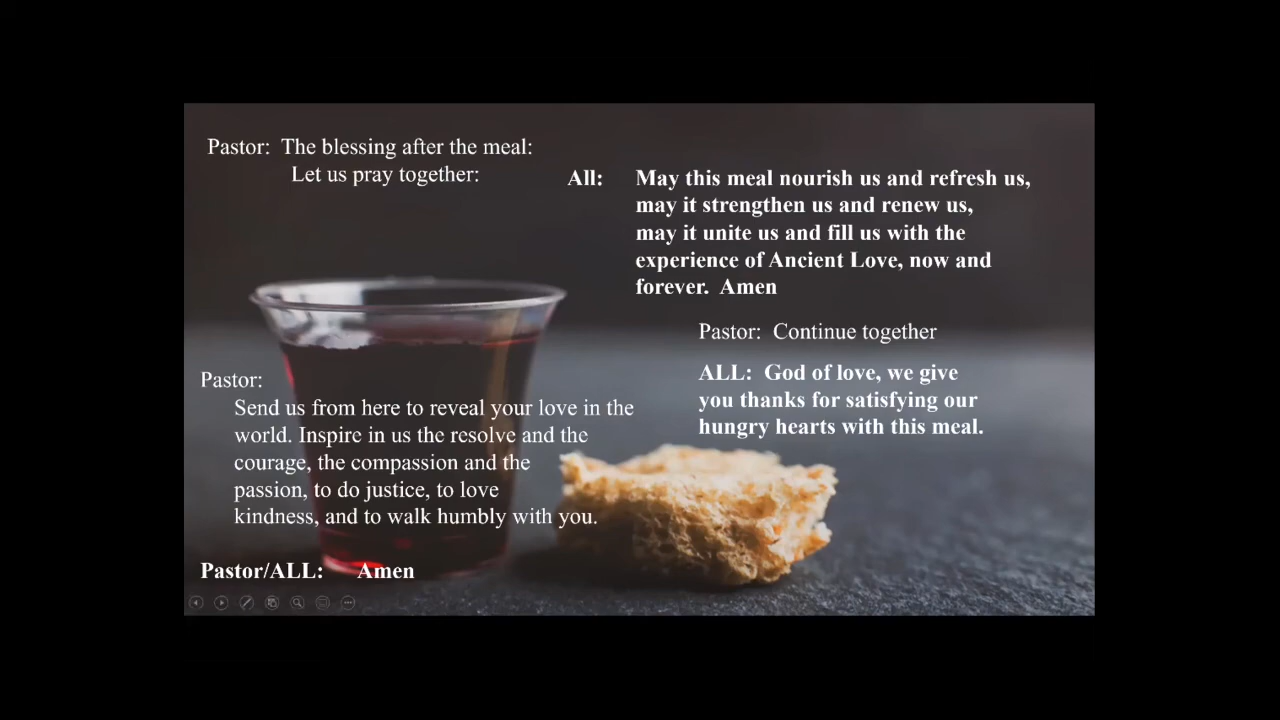 Pastor:  The blessing after the meal:
Let us pray together:
All:    May this meal nourish us and refresh us,
may it strengthen us and renew us,
may it unite us and fill us with the
experience of Ancient Love, now and
forever.  Amen
Pastor:  Continue together
ALL:  God of love, we give
you thanks for satisfying our
hungry hearts with this meal.
Pastor:
Send us from here to reveal your love in the
world. Inspire in us the resolve and the
courage, the compassion and the
passion, to do justice, to love
kindness, and to walk humbly with you.
Pastor/ALL:    Amen